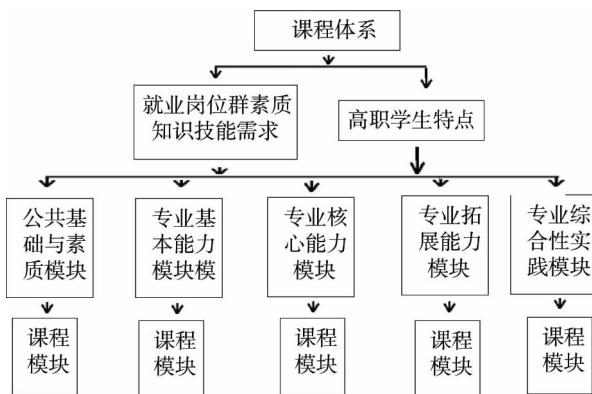 课程体系
就业岗位群素质
知识技能需求
高职学生特点
公共基
础与素
质模块
专业基
本能力
模块模
专业核
心能力
模块
专业拓
展能力
模块
专业综
合性实
践模块
课程
模块
课程
模块
课程
模块
课程
模块
课程
模块